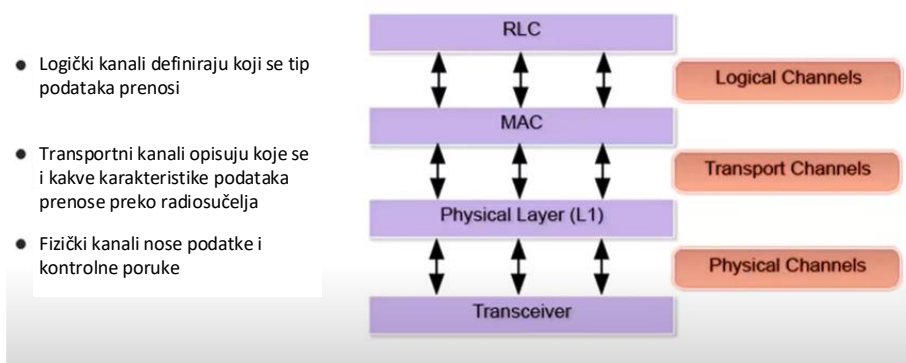 ● Logički kanali definiraju koji se tip
podataka prenosi
● Transportni kanali opisuju koje se
i kakve karakteristike podataka
prenose preko radiosučelja
● Fizički kanali nose podatke i
kontrolne poruke
RLC
Logical Channels
MAC
Transport Channels
Physical Layer (L1)
Physical Channels
Transceiver